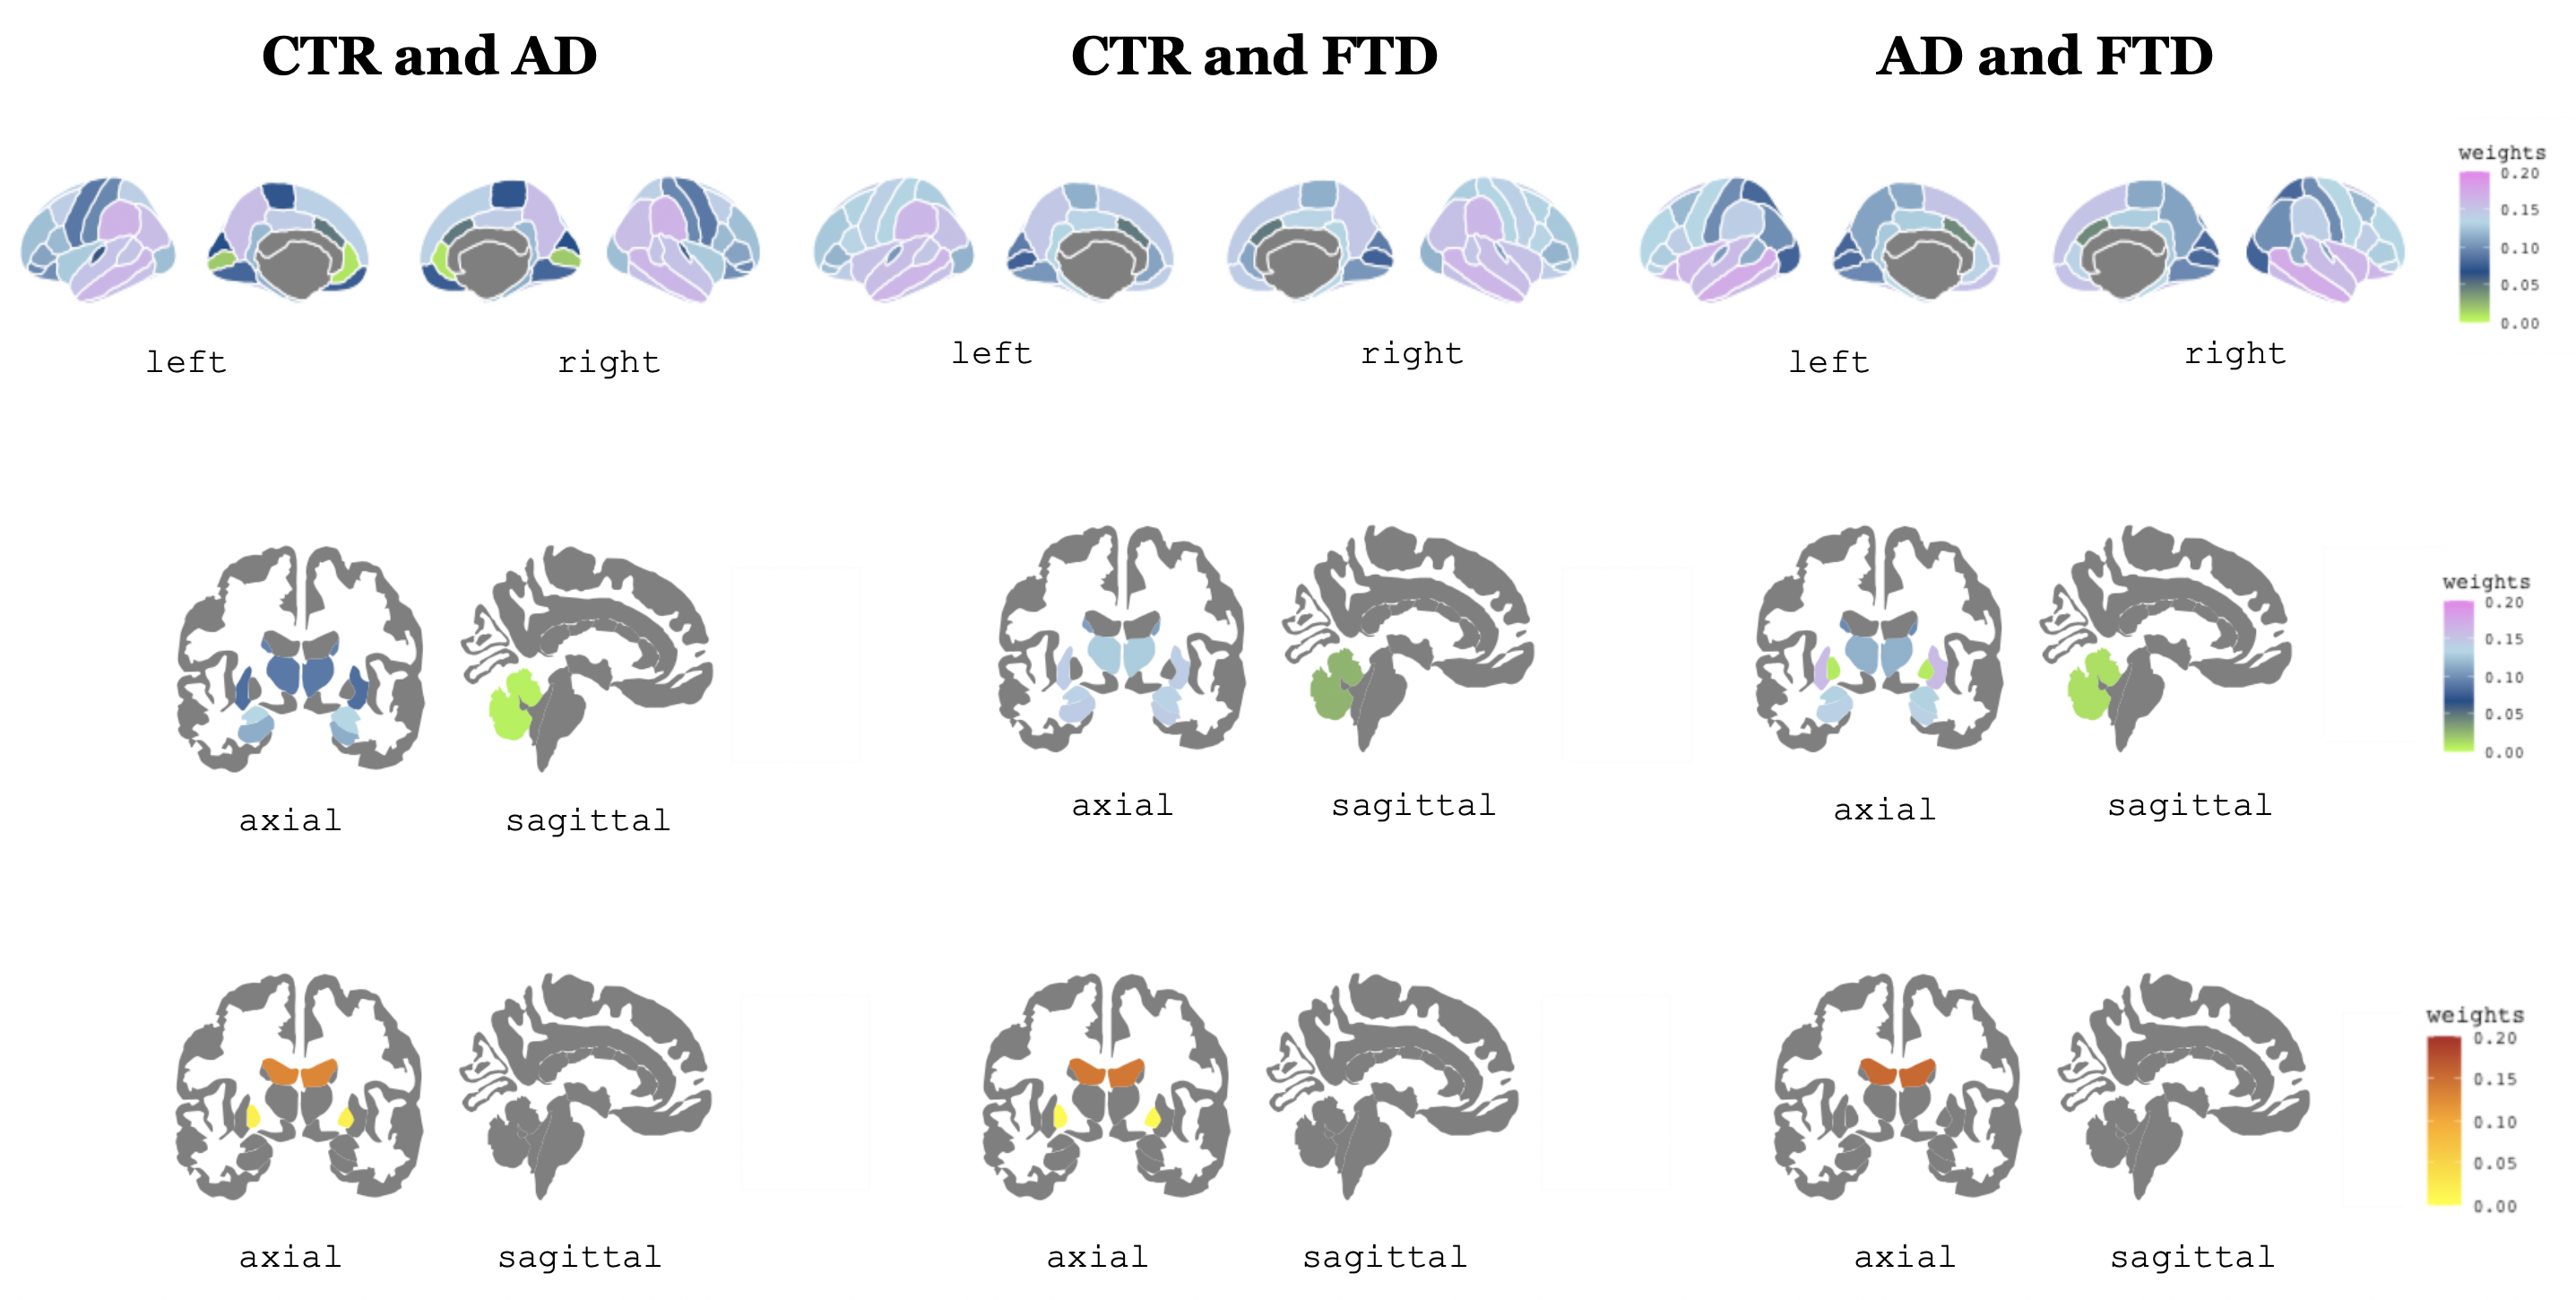 CTR and AD
CTR and FTD
AD and FTD
weights
0.20
0.15
0.10
0.05
0.00
left
right
left
right
left
right
weights
0.20
0.15
0.10
0.05
0.00
axial
sagittal
axial
sagittal
axial
sagittal
weights
0.20
0.15
0.10
0.05
0.00
axial
sagittal
axial
sagittal
axial
sagittal